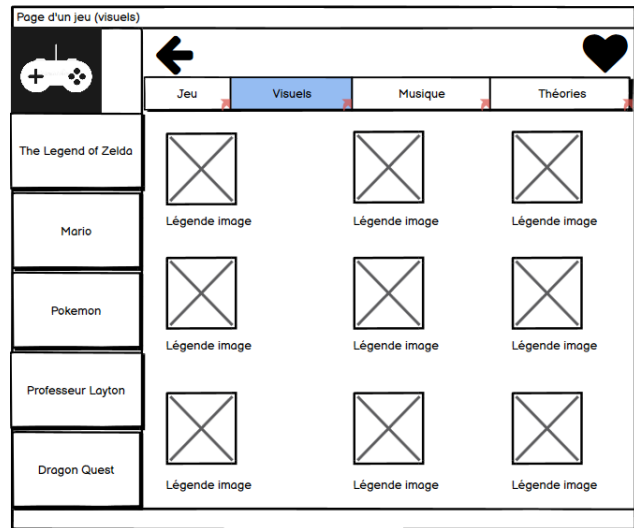 Page d'un jeu (visuels)
Jeu
Visuels
Musique
Théories
The Legend of Zelda
Mario
Pokemon
Professeur Layton
Dragon Quest
Légende image
Légende image
Légende image
Légende image
Légende image
Légende image
Légende image
Légende image
Légende image